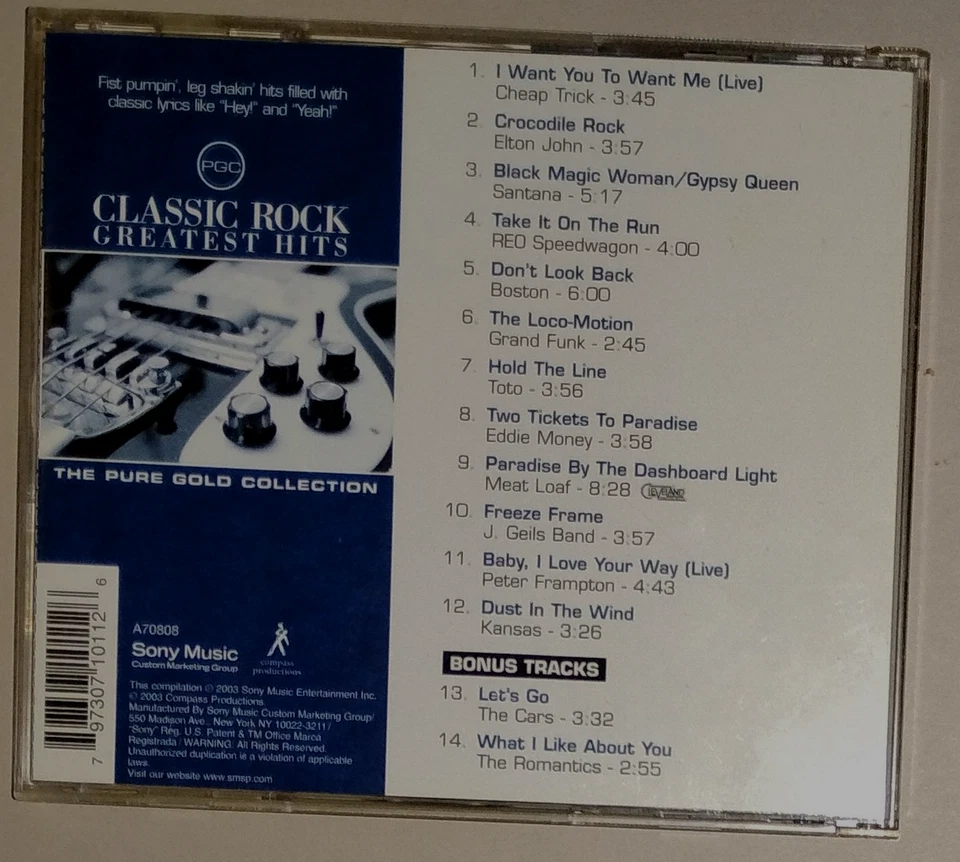 Fist pumpin', leg shakin' hits filled with
classic lyrics like "Hey!" and "Yeah!"
PGC
CLASSIC ROCK
GREATEST HITS
THE PURE GOLD COLLECTION
7 97307 10112 6
A70808
Sony Music
Custom Marketing Group
compass
productions
This compilation ℗ 2003 Sony Music Entertainment Inc.
© 2003 Compass Productions
Manufactured By Sony Music Custom Marketing Group/
550 Madison Ave., New York NY 10022-3211/
"Sony" Reg. U.S. Patent & TM Office Marca
Registrada / WARNING: All Rights Reserved.
Unauthorized duplication is a violation of applicable
laws.
Visit our website www.smsp.com
1. I Want You To Want Me (Live)
Cheap Trick - 3:45
2. Crocodile Rock
Elton John - 3:57
3. Black Magic Woman/Gypsy Queen
Santana - 5:17
4. Take It On The Run
REO Speedwagon - 4:00
5. Don't Look Back
Boston - 6:00
6. The Loco-Motion
Grand Funk - 2:45
7. Hold The Line
Toto - 3:56
8. Two Tickets To Paradise
Eddie Money - 3:58
9. Paradise By The Dashboard Light
Meat Loaf - 8:28 CLEVELAND
10. Freeze Frame
J. Geils Band - 3:57
11. Baby, I Love Your Way (Live)
Peter Frampton - 4:43
12. Dust In The Wind
Kansas - 3:26
BONUS TRACKS
13. Let's Go
The Cars - 3:32
14. What I Like About You
The Romantics - 2:55